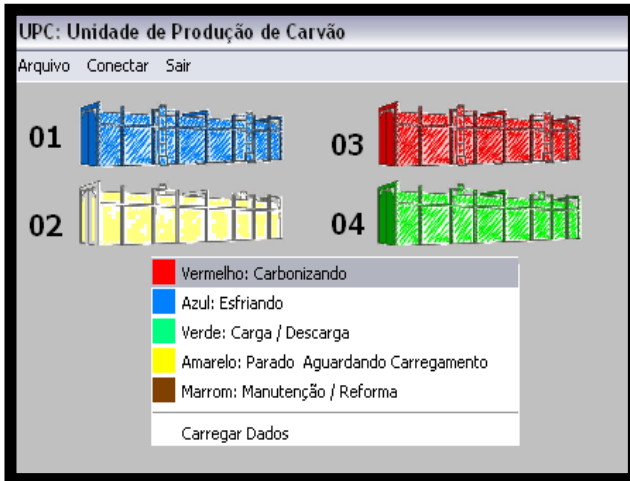 UPC: Unidade de Produção de Carvão
Arquivo Conectar Sair
01
03
02
04
Vermelho: Carbonizando
Azul: Esfriando
Verde: Carga / Descarga
Amarelo: Parado Aguardando Carregamento
Marrom: Manutenção / Reforma
Carregar Dados